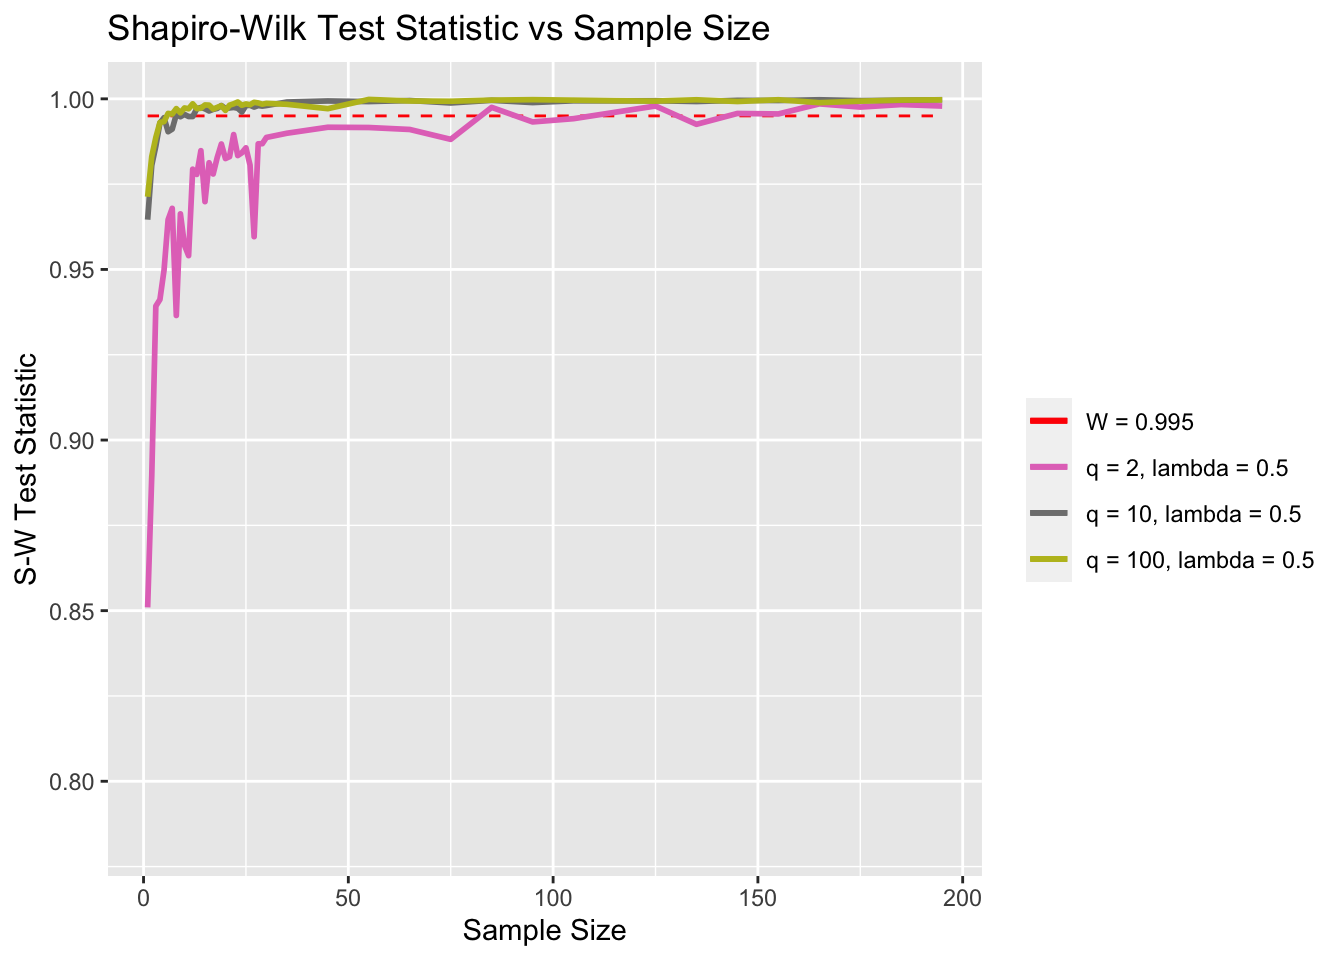 Shapiro-Wilk Test Statistic vs Sample Size
S-W Test Statistic
1.00
0.95
0.90
0.85
0.80
0
50
100
150
200
Sample Size
W = 0.995
q = 2, lambda = 0.5
q = 10, lambda = 0.5
q = 100, lambda = 0.5